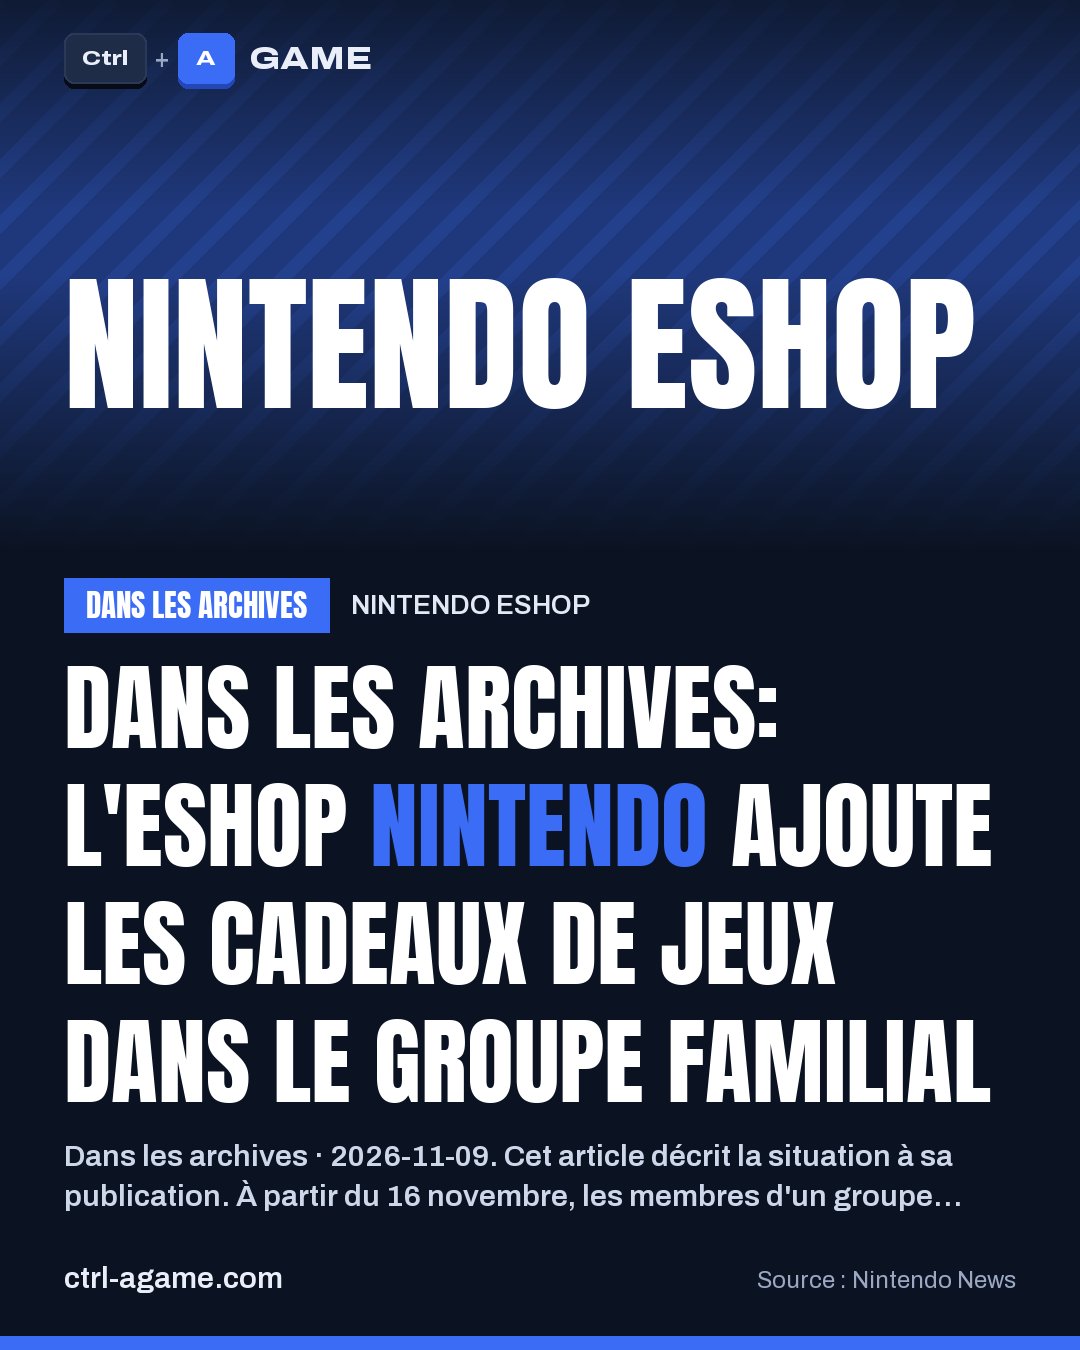 Ctrl + A GAME
NINTENDO ESHOP
DANS LES ARCHIVES NINTENDO ESHOP
DANS LES ARCHIVES:
L'ESHOP NINTENDO AJOUTE
LES CADEAUX DE JEUX
DANS LE GROUPE FAMILIAL
Dans les archives · 2026-11-09. Cet article décrit la situation à sa
publication. À partir du 16 novembre, les membres d'un groupe…
ctrl-agame.com Source : Nintendo News